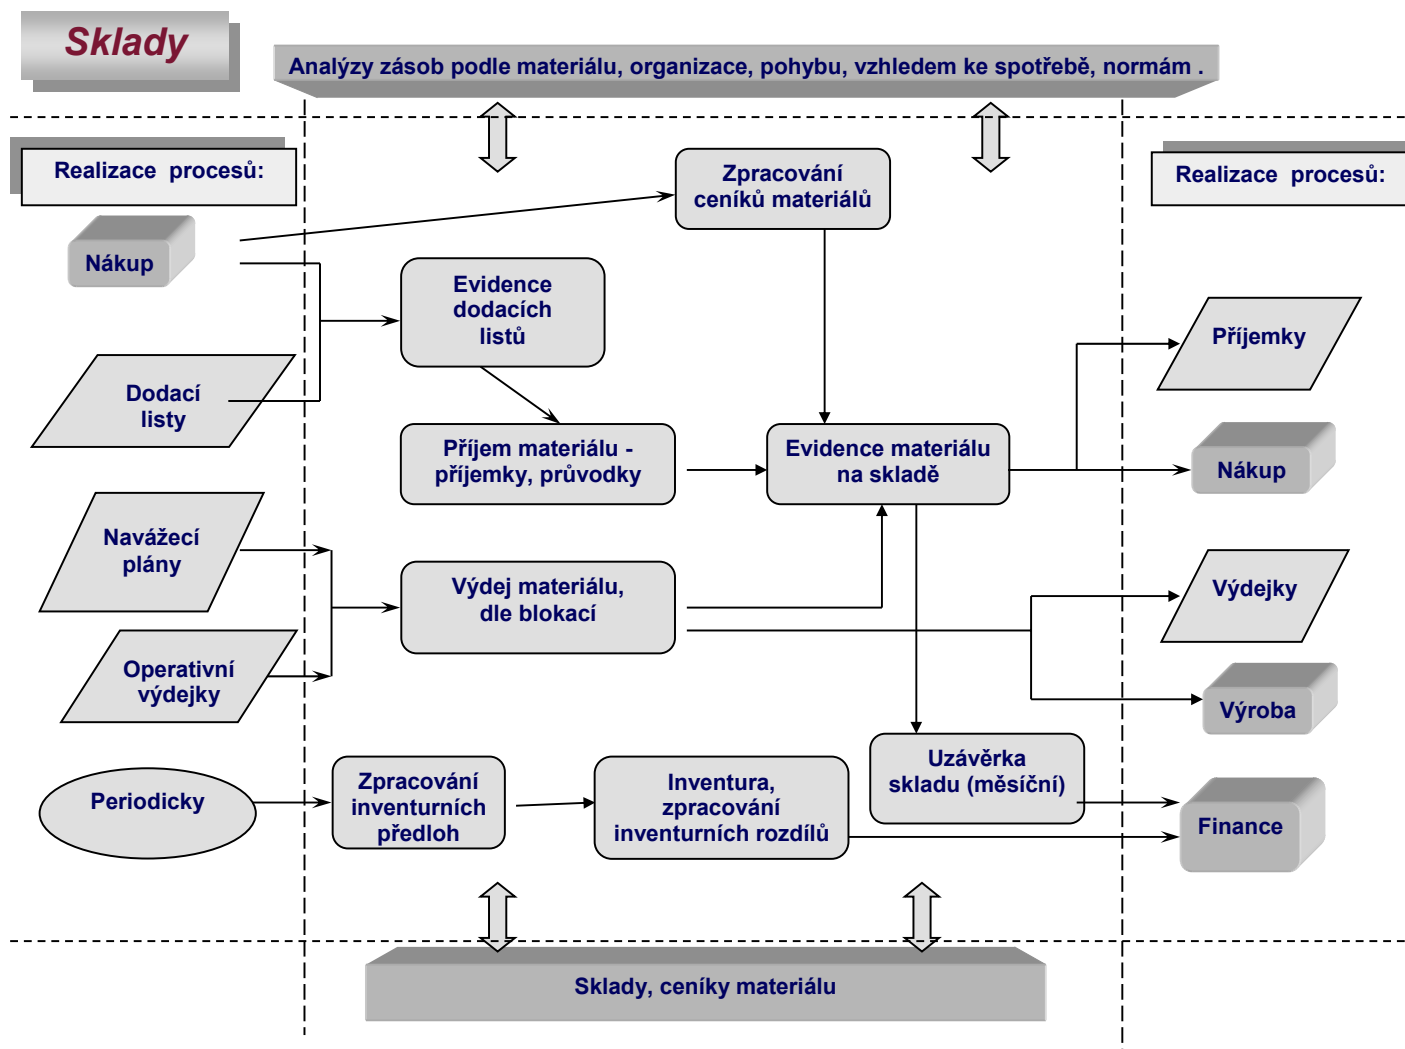 Sklady
Analýzy zásob podle materiálu, organizace, pohybu, vzhledem ke spotřebě, normám .
Realizace procesů:
Zpracování
ceníků materiálů
Realizace procesů:
Nákup
Evidence
dodacích
listů
Příjemky
Dodací
listy
Příjem materiálu -
příjemky, průvodky
Evidence materiálu
na skladě
Nákup
Navážecí
plány
Výdej materiálu,
dle blokací
Výdejky
Operativní
výdejky
Výroba
Periodicky
Zpracování
inventurních
předloh
Inventura,
zpracování
inventurních rozdílů
Uzávěrka
skladu (měsíční)
Finance
Sklady, ceníky materiálu